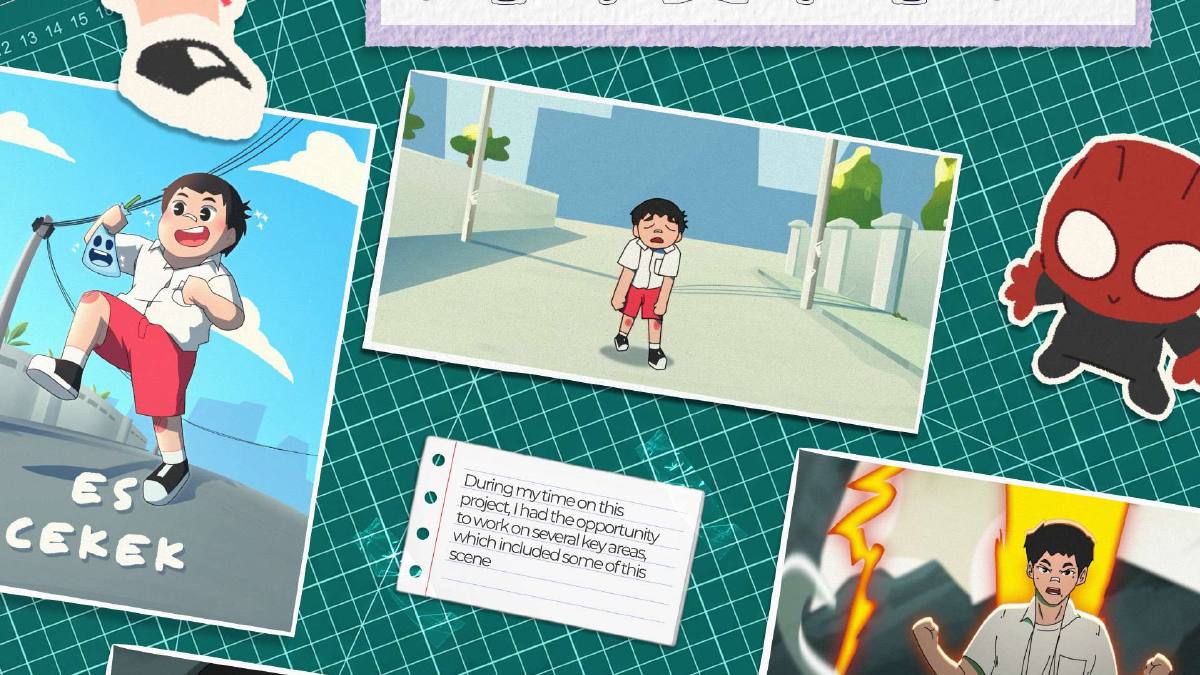 12 13 14 15
ES
CEKEK
During my time on this
project, I had the opportunity
to work on several key areas,
which included some of this
scene